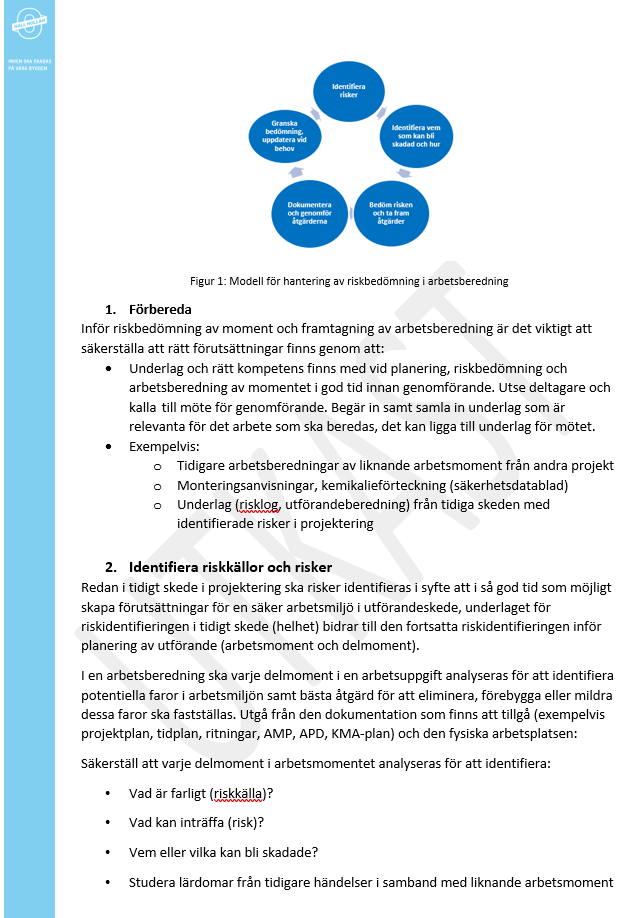 HÅLL NOLLAN
INGEN SKA SKADAS
PÅ VÅRA BYGGEN
Identifiera
risker
Identifiera vem
som kan bli
skadad och hur
Bedöm risken
och ta fram
åtgärder
Dokumentera
och genomför
åtgärderna
Granska
bedömning,
uppdatera vid
behov
Figur 1: Modell för hantering av riskbedömning i arbetsberedning
1. Förbereda
Inför riskbedömning av moment och framtagning av arbetsberedning är det viktigt att
säkerställa att rätt förutsättningar finns genom att:
• Underlag och rätt kompetens finns med vid planering, riskbedömning och
arbetsberedning av momentet i god tid innan genomförande. Utse deltagare och
kalla till möte för genomförande. Begär in samt samla in underlag som är
relevanta för det arbete som ska beredas, det kan ligga till underlag för mötet.
• Exempelvis:
o Tidigare arbetsberedningar av liknande arbetsmoment från andra projekt
o Monteringsanvisningar, kemikalieförteckning (säkerhetsdatablad)
o Underlag (risklog, utförandeberedning) från tidiga skeden med
identifierade risker i projektering
2. Identifiera riskkällor och risker
Redan i tidigt skede i projektering ska risker identifieras i syfte att i så god tid som möjligt
skapa förutsättningar för en säker arbetsmiljö i utförandeskede, underlaget för
riskidentifieringen i tidigt skede (helhet) bidrar till den fortsatta riskidentifieringen inför
planering av utförande (arbetsmoment och delmoment).
I en arbetsberedning ska varje delmoment i en arbetsuppgift analyseras för att identifiera
potentiella faror i arbetsmiljön samt bästa åtgärd för att eliminera, förebygga eller mildra
dessa faror ska fastställas. Utgå från den dokumentation som finns att tillgå (exempelvis
projektplan, tidplan, ritningar, AMP, APD, KMA-plan) och den fysiska arbetsplatsen:
Säkerställ att varje delmoment i arbetsmomentet analyseras för att identifiera:
• Vad är farligt (riskkälla)?
• Vad kan inträffa (risk)?
• Vem eller vilka kan bli skadade?
• Studera lärdomar från tidigare händelser i samband med liknande arbetsmoment
UTKAST